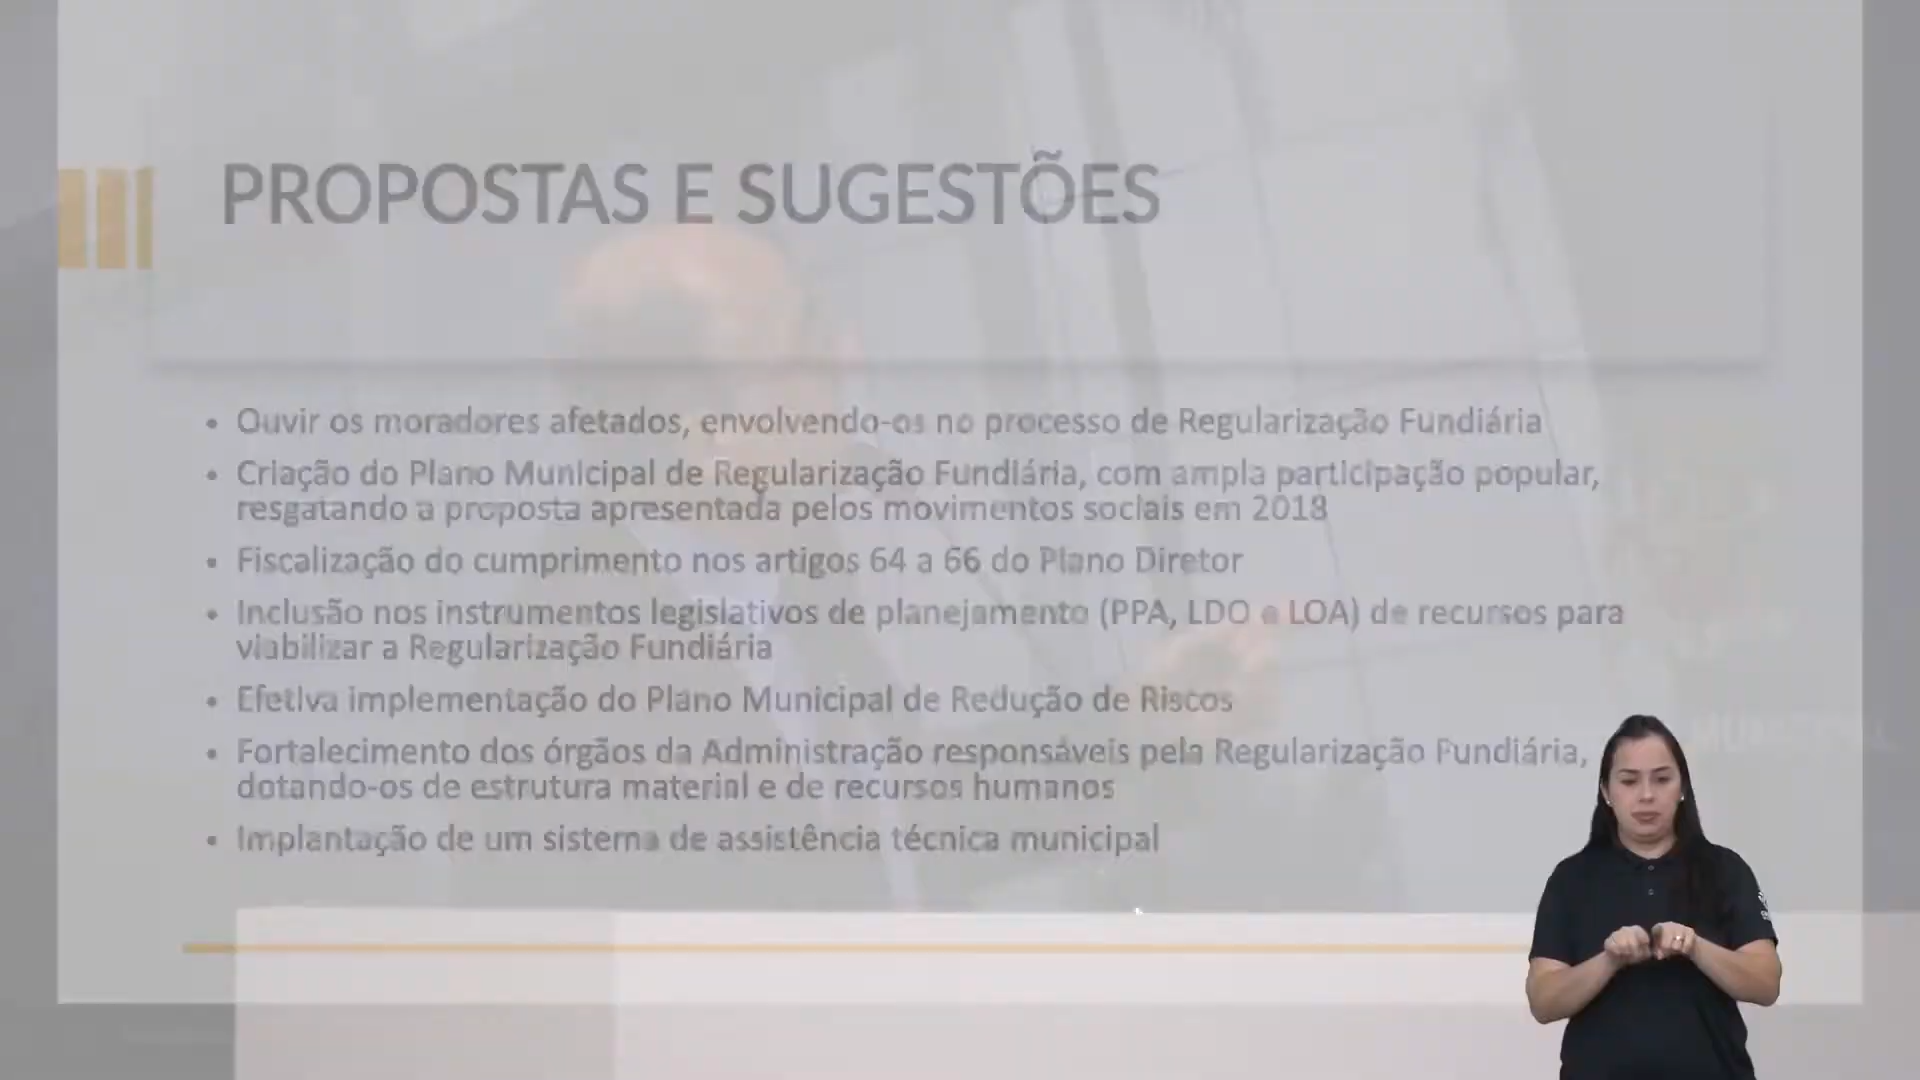 PROPOSTAS E SUGESTÕES
• Ouvir os moradores afetados, envolvendo-os no processo de Regularização Fundiária
• Criação do Plano Municipal de Regularização Fundiária, com ampla participação popular,
resgatando a proposta apresentada pelos movimentos sociais em 2018
• Fiscalização do cumprimento nos artigos 64 a 66 do Plano Diretor
• Inclusão nos instrumentos legislativos de planejamento (PPA, LDO e LOA) de recursos para
viabilizar a Regularização Fundiária
• Efetiva implementação do Plano Municipal de Redução de Riscos
• Fortalecimento dos órgãos da Administração responsáveis pela Regularização Fundiária,
dotando-os de estrutura material e de recursos humanos
• Implantação de um sistema de assistência técnica municipal